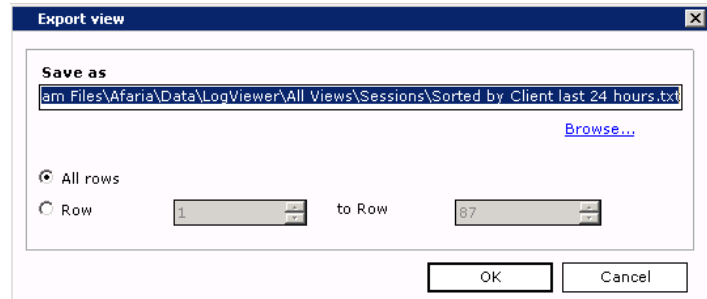 Export view
Save as
am Files\Afaria\Data\LogViewer\All Views\Sessions\Sorted by Client last 24 hours.txt
Browse...
All rows
Row 1 to Row 87
OK Cancel